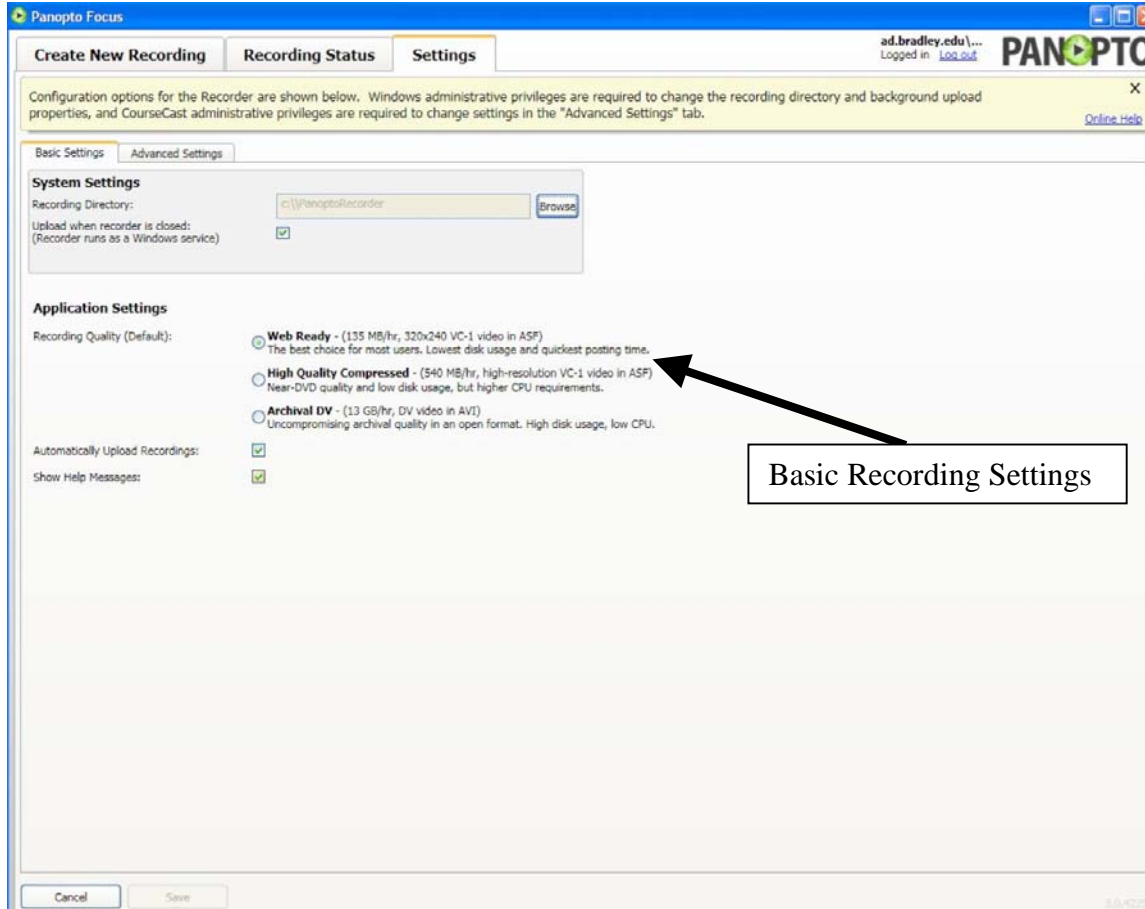 Panopto Focus
Create New Recording Recording Status Settings
ad.bradley.edu\...
Logged in Log out
PANOPTO
Configuration options for the Recorder are shown below. Windows administrative privileges are required to change the recording directory and background upload
properties, and CourseCast administrative privileges are required to change settings in the "Advanced Settings" tab.
X
Online Help
Basic Settings Advanced Settings
System Settings
Recording Directory: c:\\PanoptoRecorder Browse
Upload when recorder is closed:
(Recorder runs as a Windows service)
Application Settings
Recording Quality (Default):
Web Ready - (135 MB/hr, 320x240 VC-1 video in ASF)
The best choice for most users. Lowest disk usage and quickest posting time.
High Quality Compressed - (540 MB/hr, high-resolution VC-1 video in ASF)
Near-DVD quality and low disk usage, but higher CPU requirements.
Archival DV - (13 GB/hr, DV video in AVI)
Uncompromising archival quality in an open format. High disk usage, low CPU.
Automatically Upload Recordings:
Show Help Messages:
Basic Recording Settings
Cancel Save